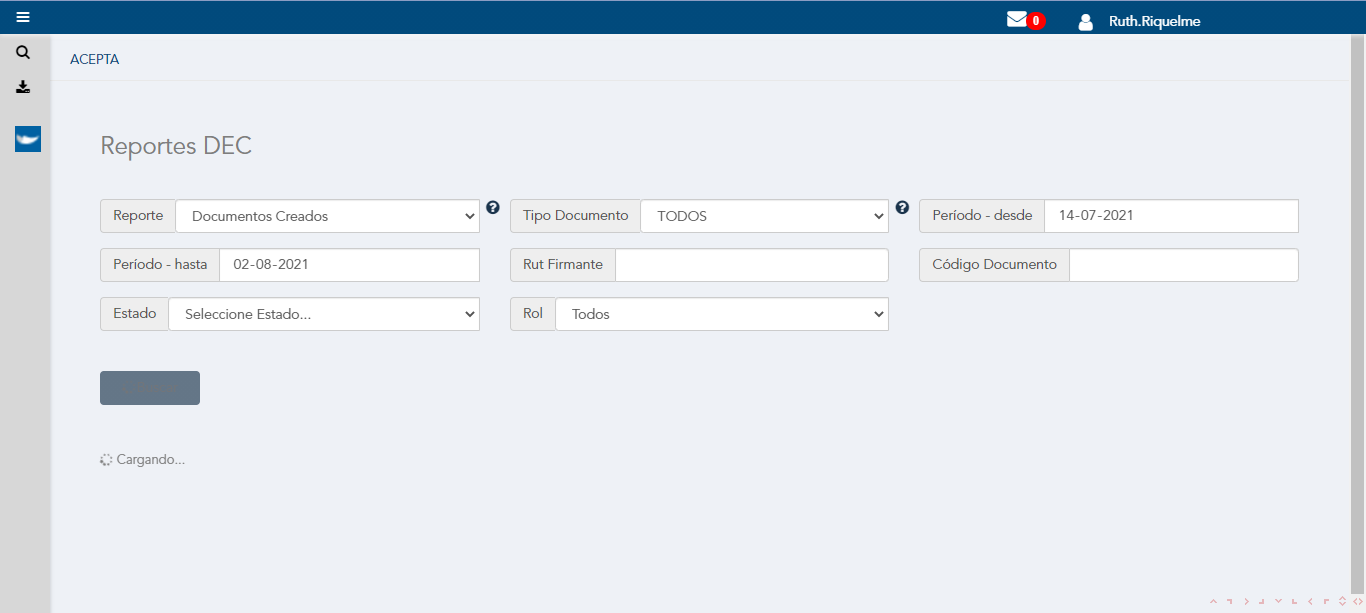 0 Ruth.Riquelme
ACEPTA
Reportes DEC
Reporte Documentos Creados Tipo Documento TODOS Período - desde 14-07-2021
Período - hasta 02-08-2021 Rut Firmante Código Documento
Estado Seleccione Estado... Rol Todos
Cargando...